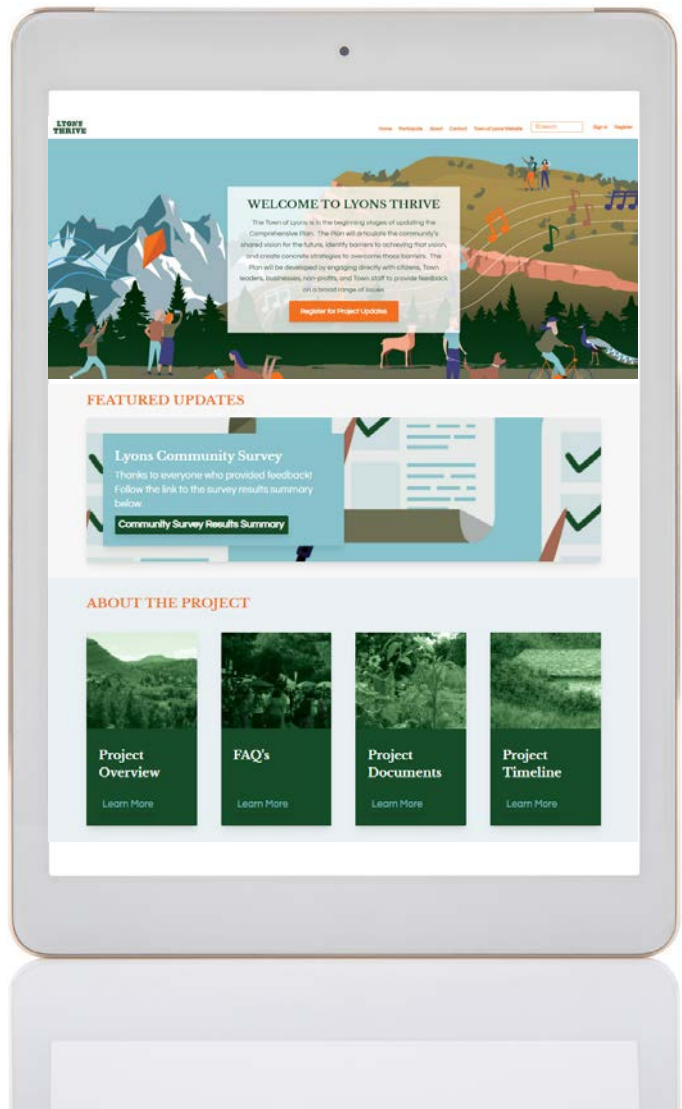 LYONS
THRIVE
Home Participate About Contact Town of Lyons Website Search Sign In Register
WELCOME TO LYONS THRIVE
The Town of Lyons is in the beginning stages of updating the
Comprehensive Plan. The Plan will articulate the community's
shared vision for the future, identify barriers to achieving that vision,
and create concrete strategies to overcome those barriers. The
Plan will be developed by engaging directly with citizens, Town
leaders, businesses, non-profits, and Town staff to provide feedback
on a broad range of issues.
Register for Project Updates
FEATURED UPDATES
Lyons Community Survey
Thanks to everyone who provided feedback!
Follow the link to the survey results summary
below.
Community Survey Results Summary
ABOUT THE PROJECT
Project
Overview
Learn More
FAQ's
Learn More
Project
Documents
Learn More
Project
Timeline
Learn More